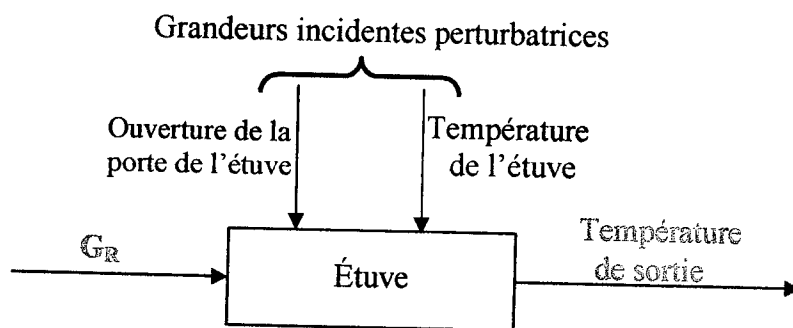 Grandeurs incidentes perturbatrices
Ouverture de la
porte de l'étuve
Température
de l'étuve
G_R
Étuve
Température
de sortie